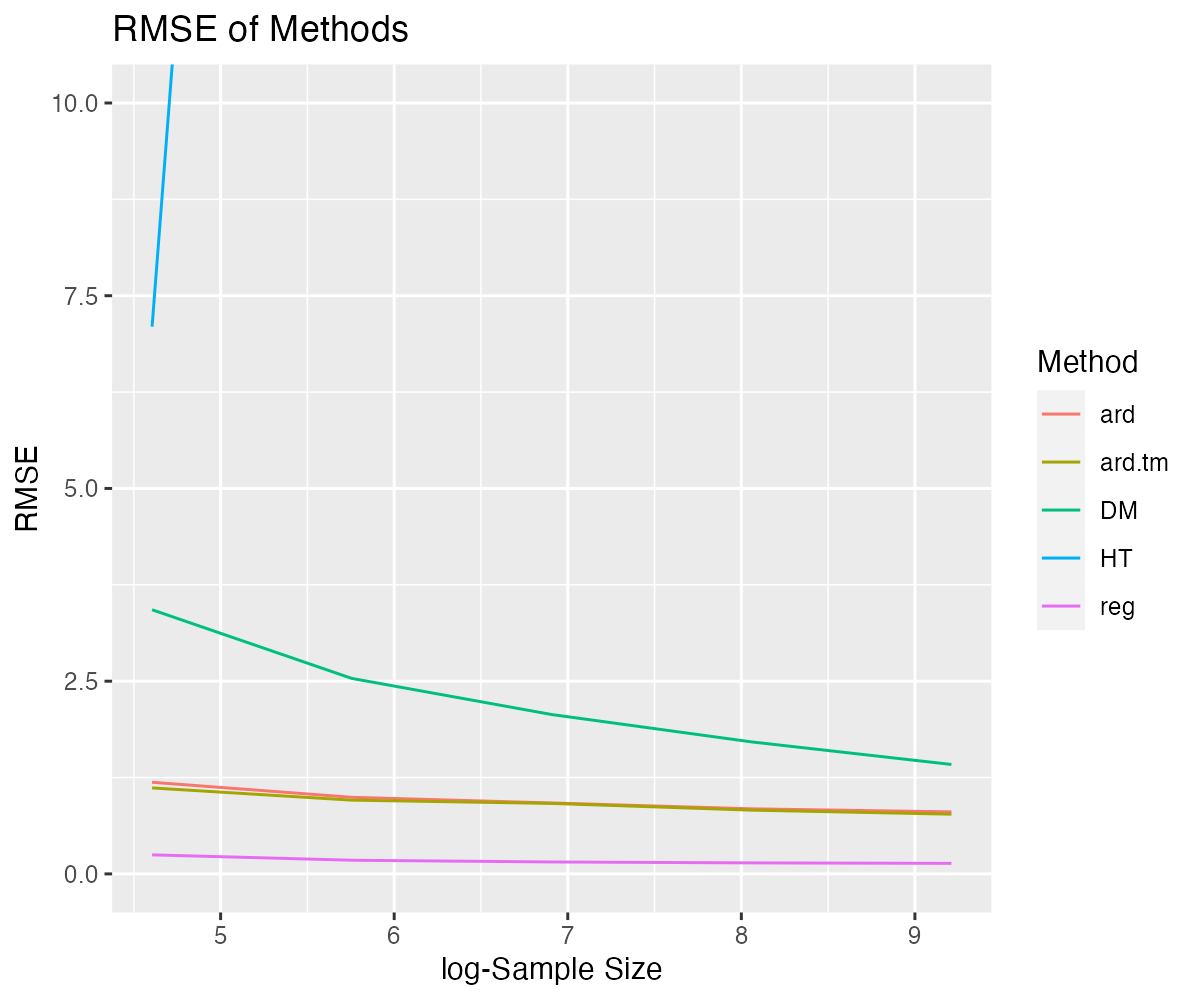 RMSE of Methods
10.0
7.5
5.0
2.5
0.0
RMSE
5 6 7 8 9
log-Sample Size
Method
ard
ard.tm
DM
HT
reg